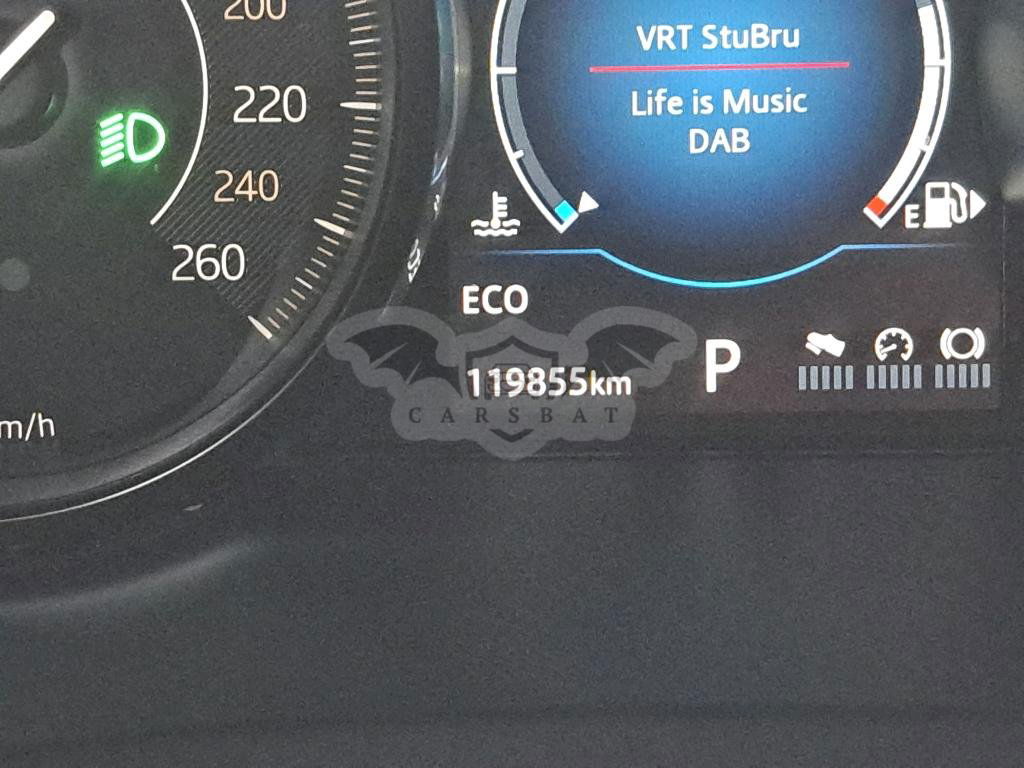 200
220
240
260
m/h
VRT StuBru
Life is Music
DAB
E
ECO
119855km
P
CARSBAT